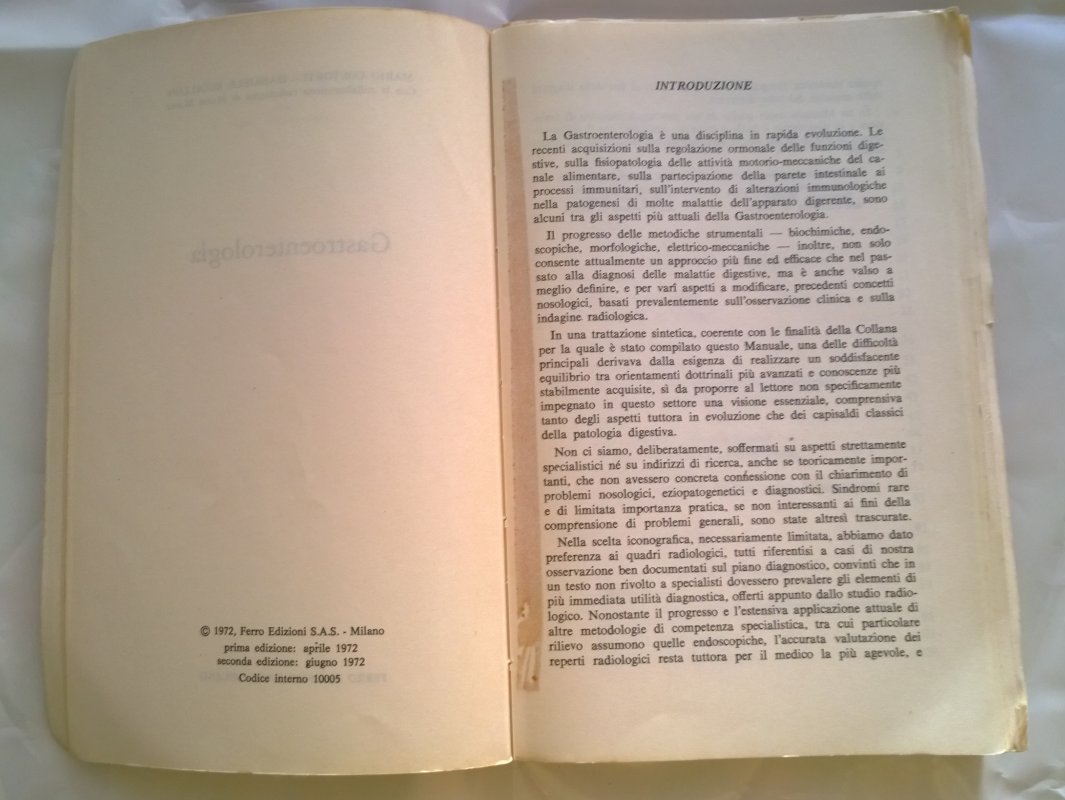 Gastroenterologia
© 1972, Ferro Edizioni S.A.S. - Milano
prima edizione: aprile 1972
seconda edizione: giugno 1972
Codice interno 10005
INTRODUZIONE
La Gastroenterologia è una disciplina in rapida evoluzione. Le
recenti acquisizioni sulla regolazione ormonale delle funzioni dige-
stive, sulla fisiopatologia delle attività motorio-meccaniche del ca-
nale alimentare, sulla partecipazione della parete intestinale ai
processi immunitari, sull'intervento di alterazioni immunologiche
nella patogenesi di molte malattie dell'apparato digerente, sono
alcuni tra gli aspetti più attuali della Gastroenterologia.
Il progresso delle metodiche strumentali — biochimiche, endo-
scopiche, morfologiche, elettrico-meccaniche — inoltre, non solo
consente attualmente un approccio più fine ed efficace che nel pas-
sato alla diagnosi delle malattie digestive, ma è anche valso a
meglio definire, e per varî aspetti a modificare, precedenti concetti
nosologici, basati prevalentemente sull'osservazione clinica e sulla
indagine radiologica.
In una trattazione sintetica, coerente con le finalità della Collana
per la quale è stato compilato questo Manuale, una delle difficoltà
principali derivava dalla esigenza di realizzare un soddisfacente
equilibrio tra orientamenti dottrinali più avanzati e conoscenze più
stabilmente acquisite, sì da proporre al lettore non specificamente
impegnato in questo settore una visione essenziale, comprensiva
tanto degli aspetti tuttora in evoluzione che dei capisaldi classici
della patologia digestiva.
Non ci siamo, deliberatamente, soffermati su aspetti strettamente
specialistici né su indirizzi di ricerca, anche se teoricamente impor-
tanti, che non avessero concreta connessione con il chiarimento di
problemi nosologici, eziopatogenetici e diagnostici. Sindromi rare
e di limitata importanza pratica, se non interessanti ai fini della
comprensione di problemi generali, sono state altresì trascurate.
Nella scelta iconografica, necessariamente limitata, abbiamo dato
preferenza ai quadri radiologici, tutti riferentisi a casi di nostra
osservazione ben documentati sul piano diagnostico, convinti che in
un testo non rivolto a specialisti dovessero prevalere gli elementi di
più immediata utilità diagnostica, offerti appunto dallo studio radio-
logico. Nonostante il progresso e l'estensiva applicazione attuale di
altre metodologie di competenza specialistica, tra cui particolare
rilievo assumono quelle endoscopiche, l'accurata valutazione dei
reperti radiologici resta tuttora per il medico la più agevole, e